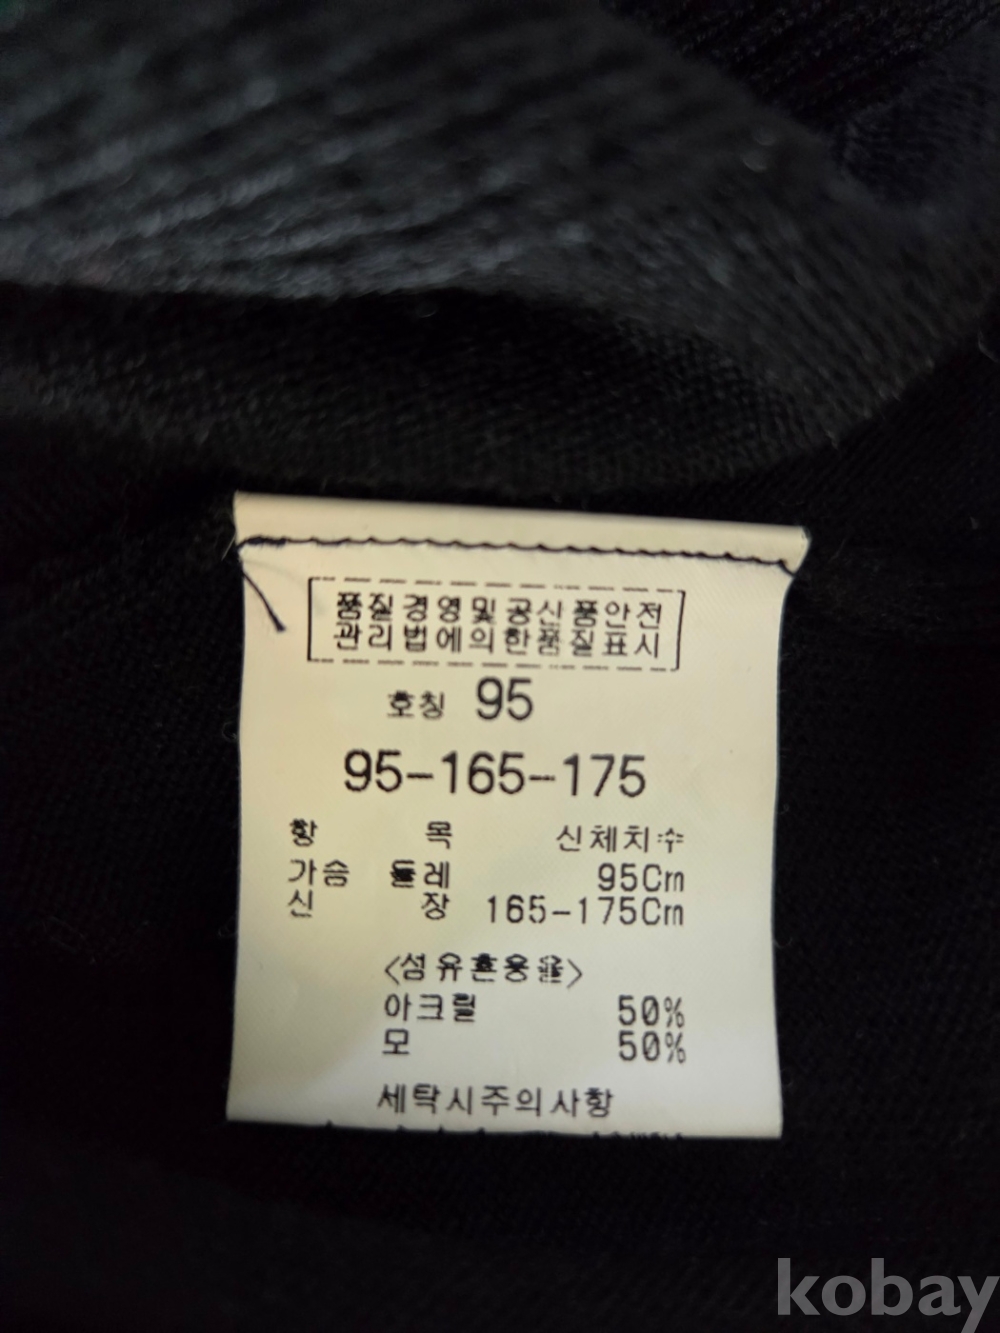 품질경영및공산품안전
관리법에의한품질표시
호칭 95
95-165-175
항 목 신체치수
가슴 둘레 95Cm
신 장 165-175Cm
<섬유혼용율>
아크릴 50%
모 50%
세탁시주의사항
kobay